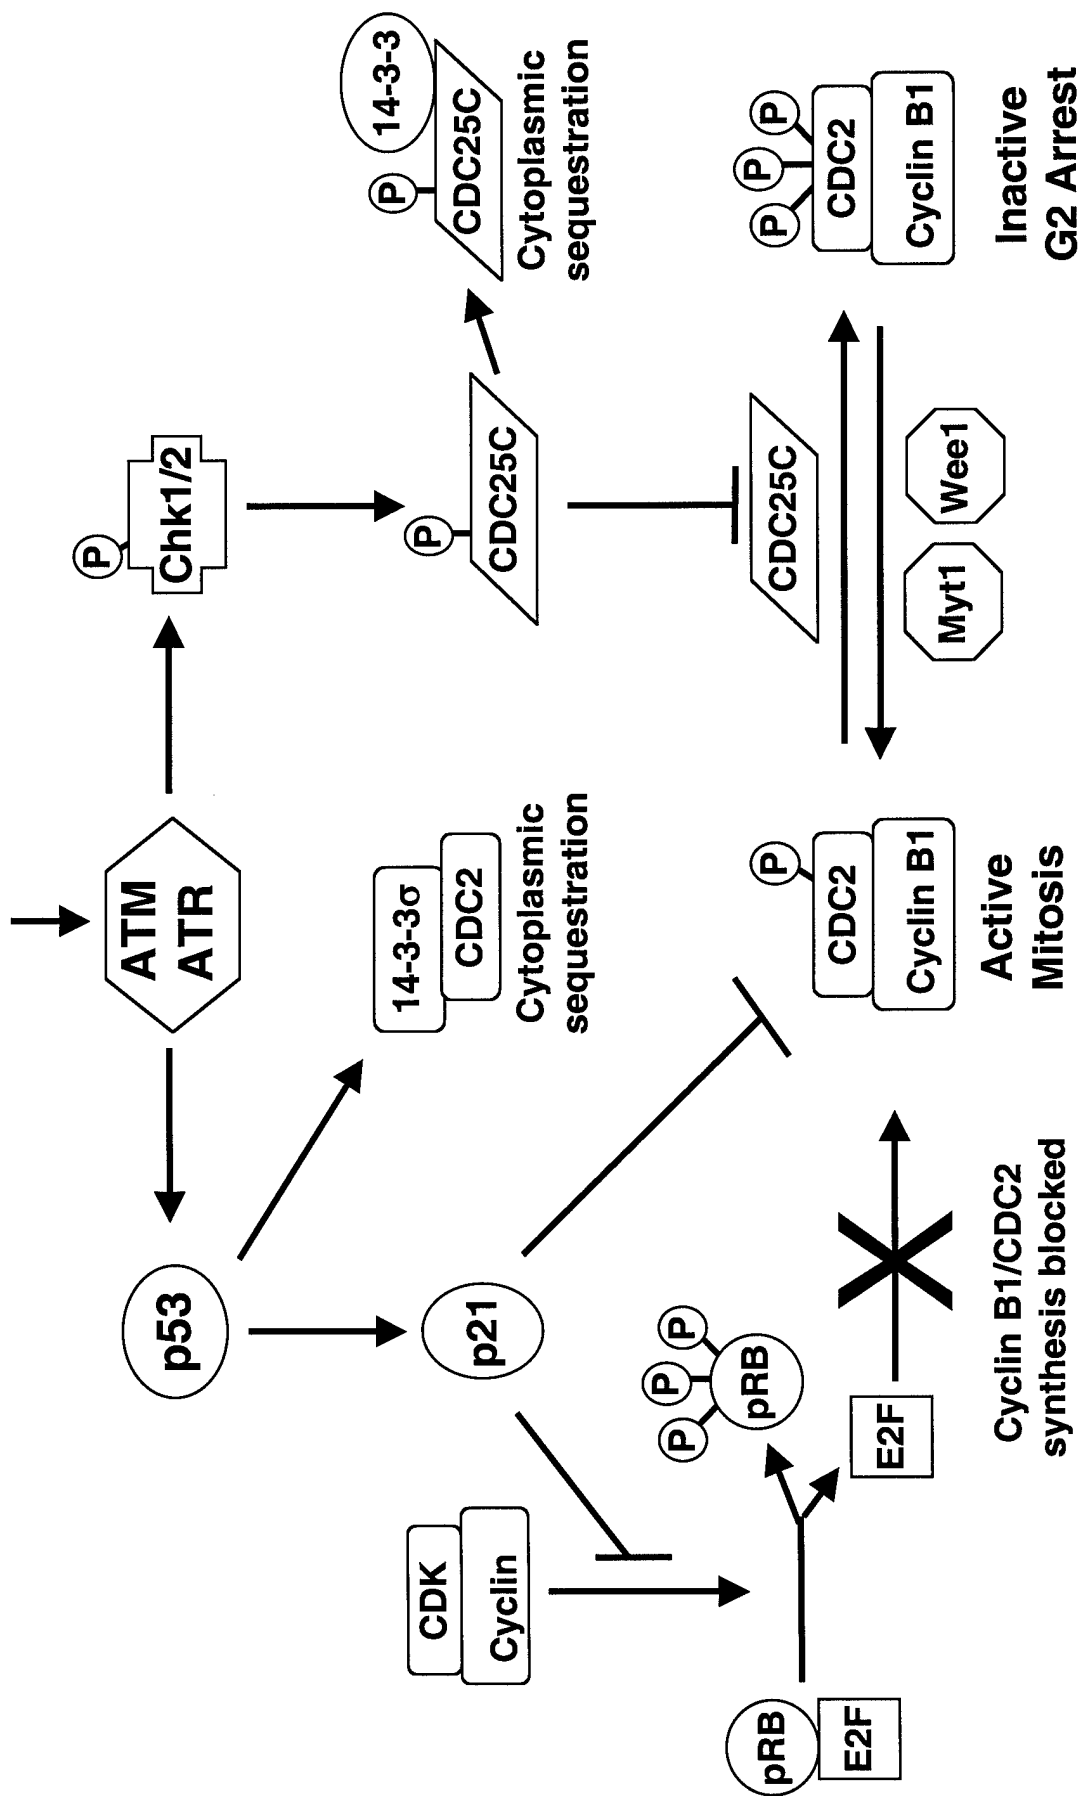 ATM
ATR
p53
P
Chk1/2
14-3-3σ
CDC2
Cytoplasmic
sequestration
P
CDC25C
14-3-3
P
CDC25C
Cytoplasmic
sequestration
CDK
Cyclin
p21
pRB
E2F
P
P
P
pRB
E2F
Cyclin B1/CDC2
synthesis blocked
P
CDC2
Cyclin B1
Active
Mitosis
CDC25C
Myt1
Wee1
P
P
P
CDC2
Cyclin B1
Inactive
G2 Arrest